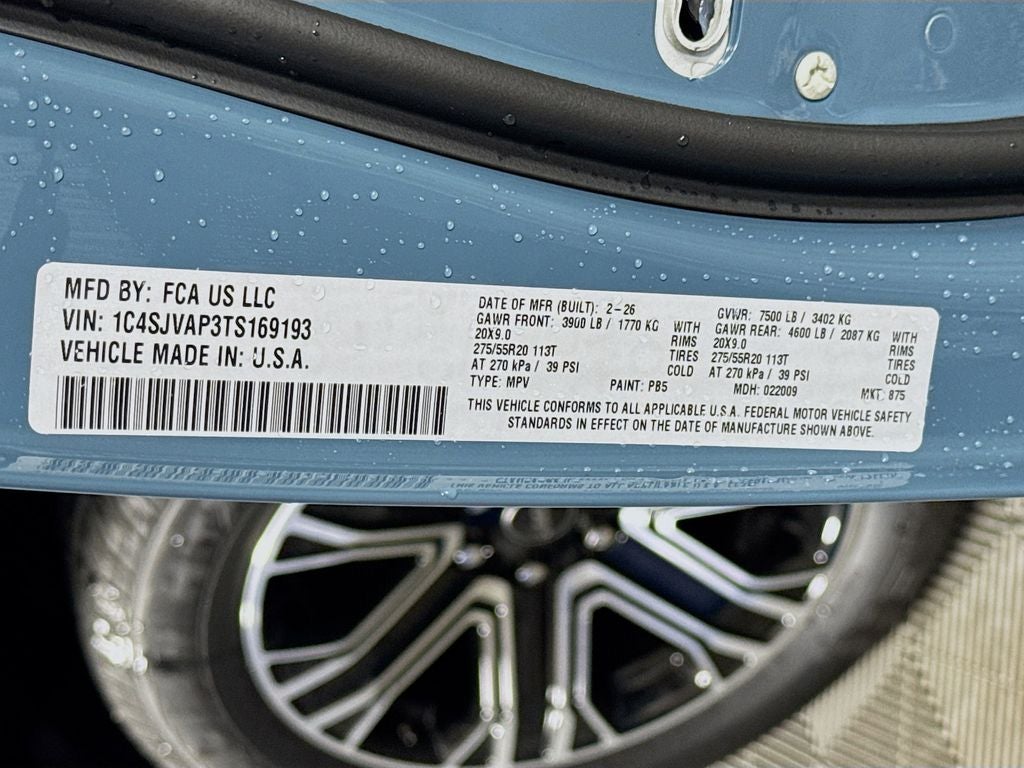 MFD BY: FCA US LLC
VIN: 1C4SJVAP3TS169193
VEHICLE MADE IN: U.S.A.
DATE OF MFR (BUILT): 2-26
GAWR FRONT: 3900 LB / 1770 KG WITH
20X9.0 RIMS
275/55R20 113T TIRES
AT 270 kPa / 39 PSI COLD
TYPE: MPV PAINT: PB5
GVWR: 7500 LB / 3402 KG
GAWR REAR: 4600 LB / 2087 KG WITH
20X9.0 RIMS
275/55R20 113T TIRES
AT 270 kPa / 39 PSI COLD
MDH: 022009 MKT: 875
THIS VEHICLE CONFORMS TO ALL APPLICABLE U.S.A. FEDERAL MOTOR VEHICLE SAFETY
STANDARDS IN EFFECT ON THE DATE OF MANUFACTURE SHOWN ABOVE.